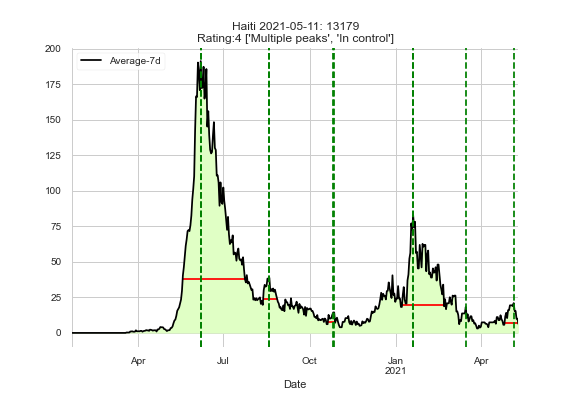 Haiti 2021-05-11: 13179
Rating:4 ['Multiple peaks', 'In control']
200
Average-7d
175
150
125
100
75
50
25
0
Apr Jul Oct Jan Apr
2021
Date